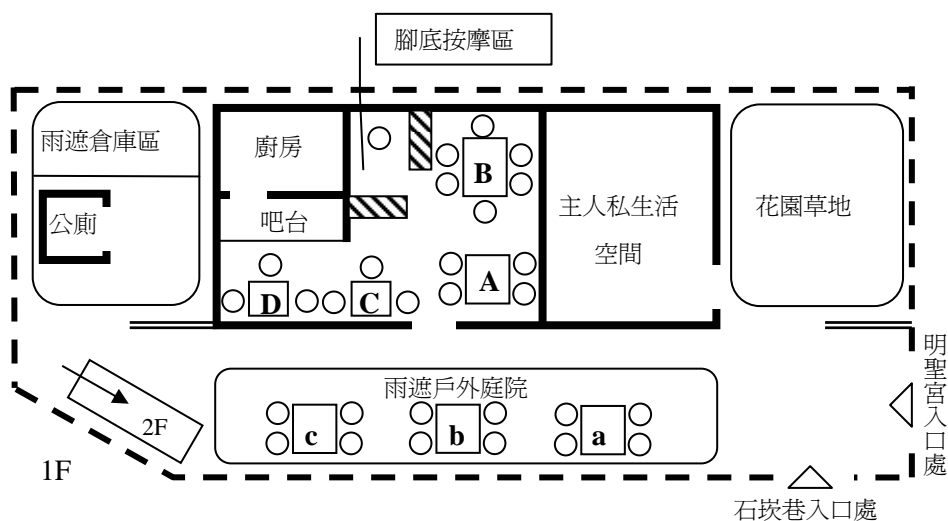 腳底按摩區
雨遮倉庫區
公廁
廚房
吧台
B
A
D
C
主人私生活
空間
花園草地
雨遮戶外庭院
c
b
a
2F
1F
明聖宮入口處
石崁巷入口處